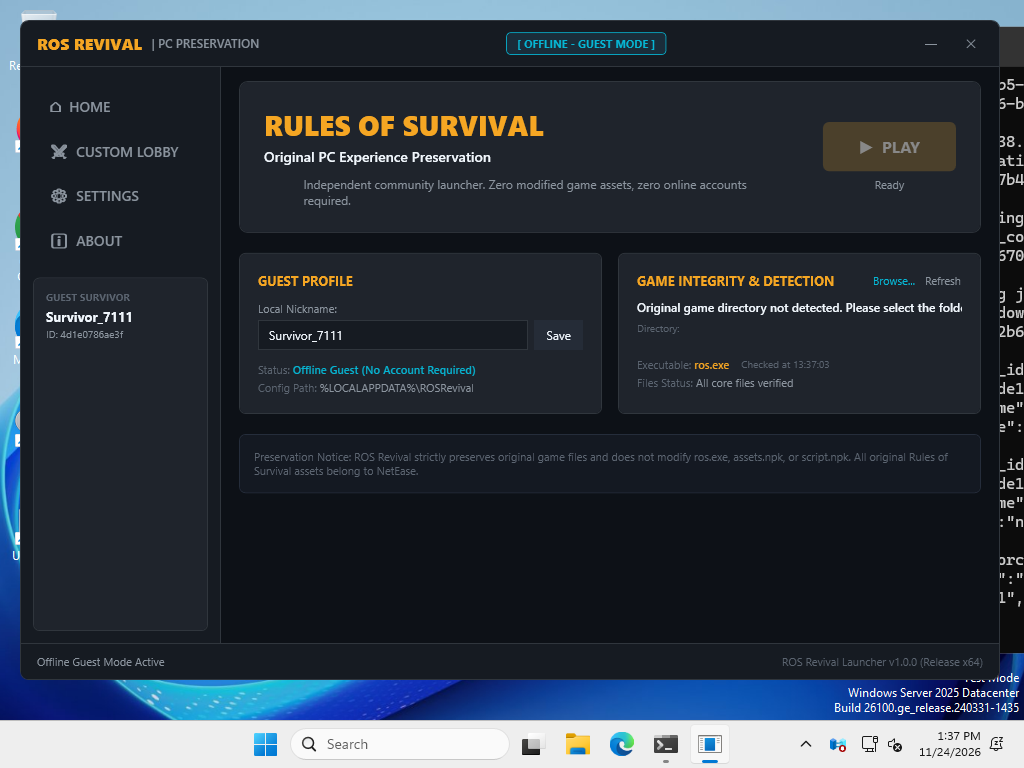 ROS REVIVAL | PC PRESERVATION
[ OFFLINE - GUEST MODE ]
HOME
CUSTOM LOBBY
SETTINGS
ABOUT
GUEST SURVIVOR
Survivor_7111
ID: 4d1e0786ae3f
RULES OF SURVIVAL
Original PC Experience Preservation
Independent community launcher. Zero modified game assets, zero online accounts
required.
PLAY
Ready
GUEST PROFILE
Local Nickname:
Survivor_7111
Save
Status: Offline Guest (No Account Required)
Config Path: %LOCALAPPDATA%\ROSRevival
GAME INTEGRITY & DETECTION
Browse...
Refresh
Original game directory not detected. Please select the fold
Directory:
Executable: ros.exe Checked at 13:37:03
Files Status: All core files verified
Preservation Notice: ROS Revival strictly preserves original game files and does not modify ros.exe, assets.npk, or script.npk. All original Rules of
Survival assets belong to NetEase.
Offline Guest Mode Active
ROS Revival Launcher v1.0.0 (Release x64)
Mode
Windows Server 2025 Datacenter
Build 26100.ge_release.240331-1435
Search
1:37 PM
11/24/2026